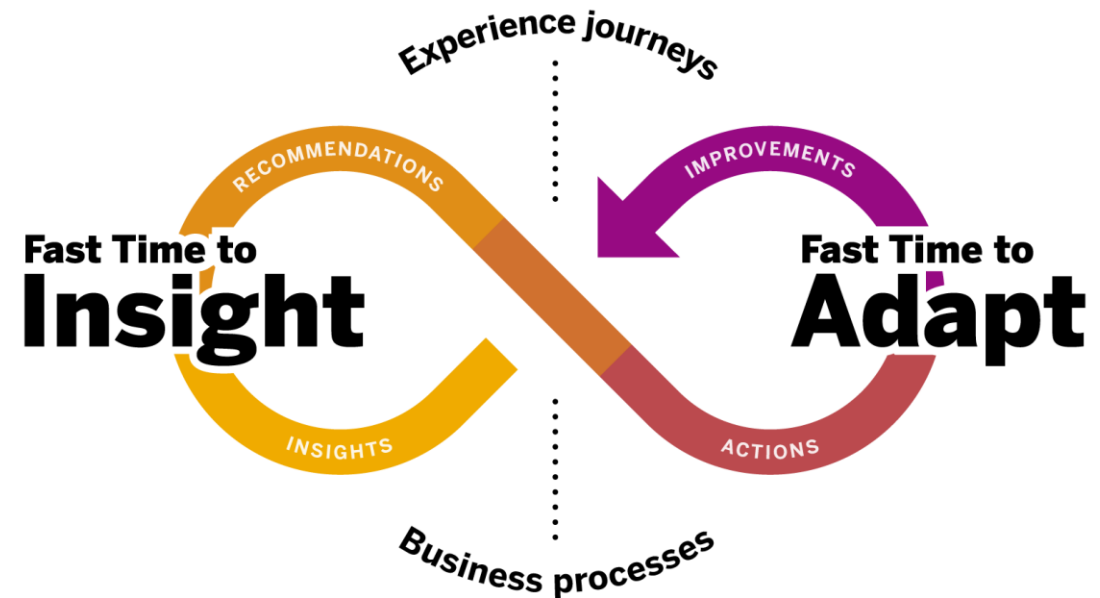 Experience journeys
RECOMMENDATIONS
IMPROVEMENTS
Fast Time to
Insight
Fast Time to
Adapt
INSIGHTS
ACTIONS
Business processes